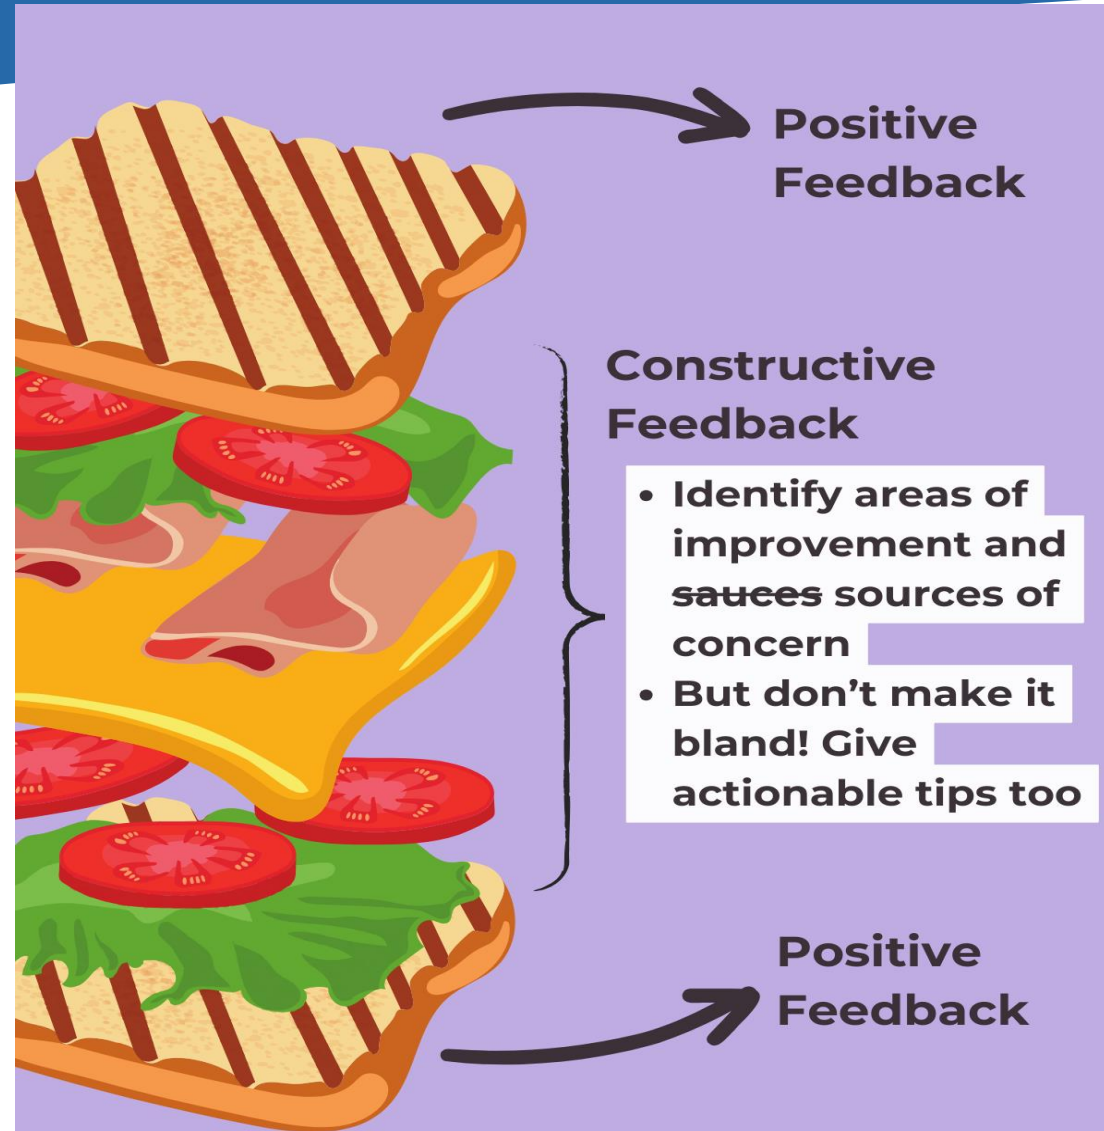 Positive
Feedback
Constructive
Feedback
• Identify areas of
improvement and
sauces sources of
concern
• But don’t make it
bland! Give
actionable tips too
Positive
Feedback